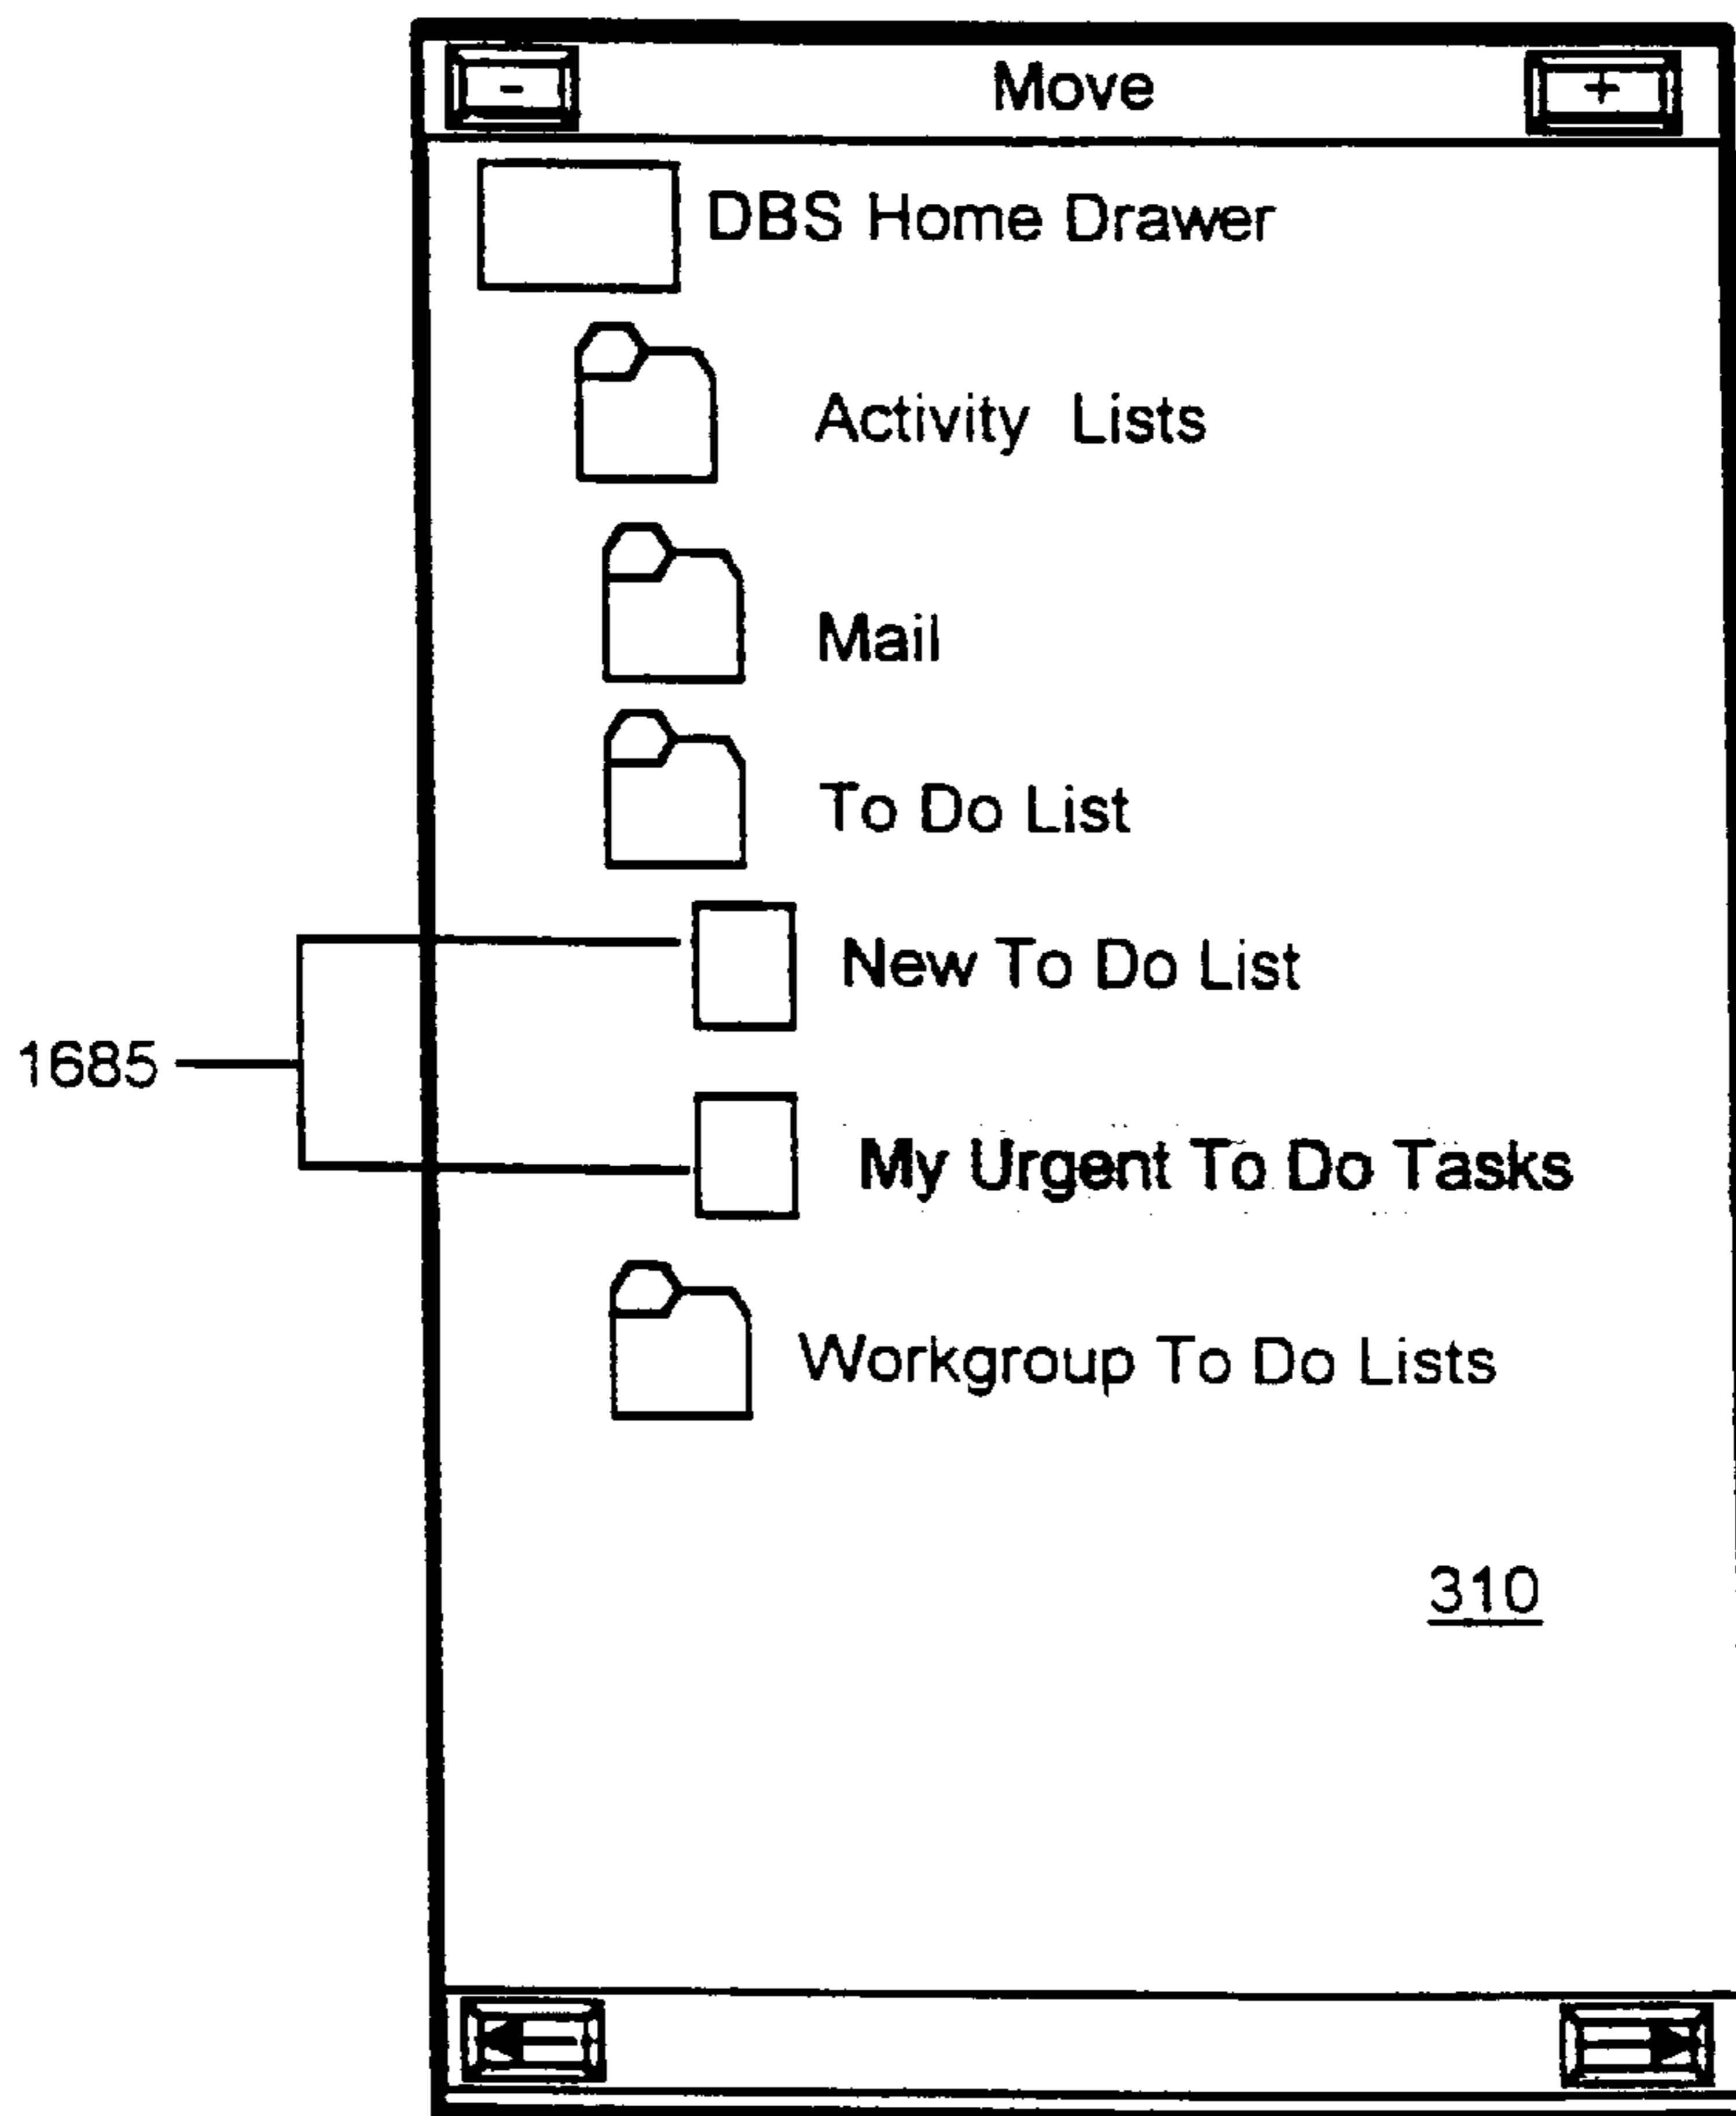 - Move +
DBS Home Drawer
Activity Lists
Mail
To Do List
New To Do List
1685
My Urgent To Do Tasks
Workgroup To Do Lists
310